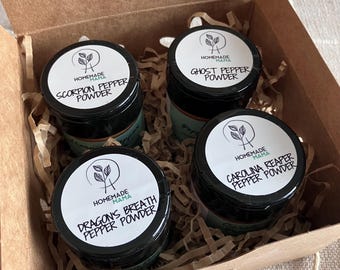 HOMEMADE
MAMA
SCORPION PEPPER
POWDER
HOMEMADE
MAMA
GHOST PEPPER
POWDER
HOMEMADE
MAMA
DRAGONS BREATH
PEPPER POWDER
HOMEMADE
MAMA
CAROLINA REAPER
PEPPER POWDER